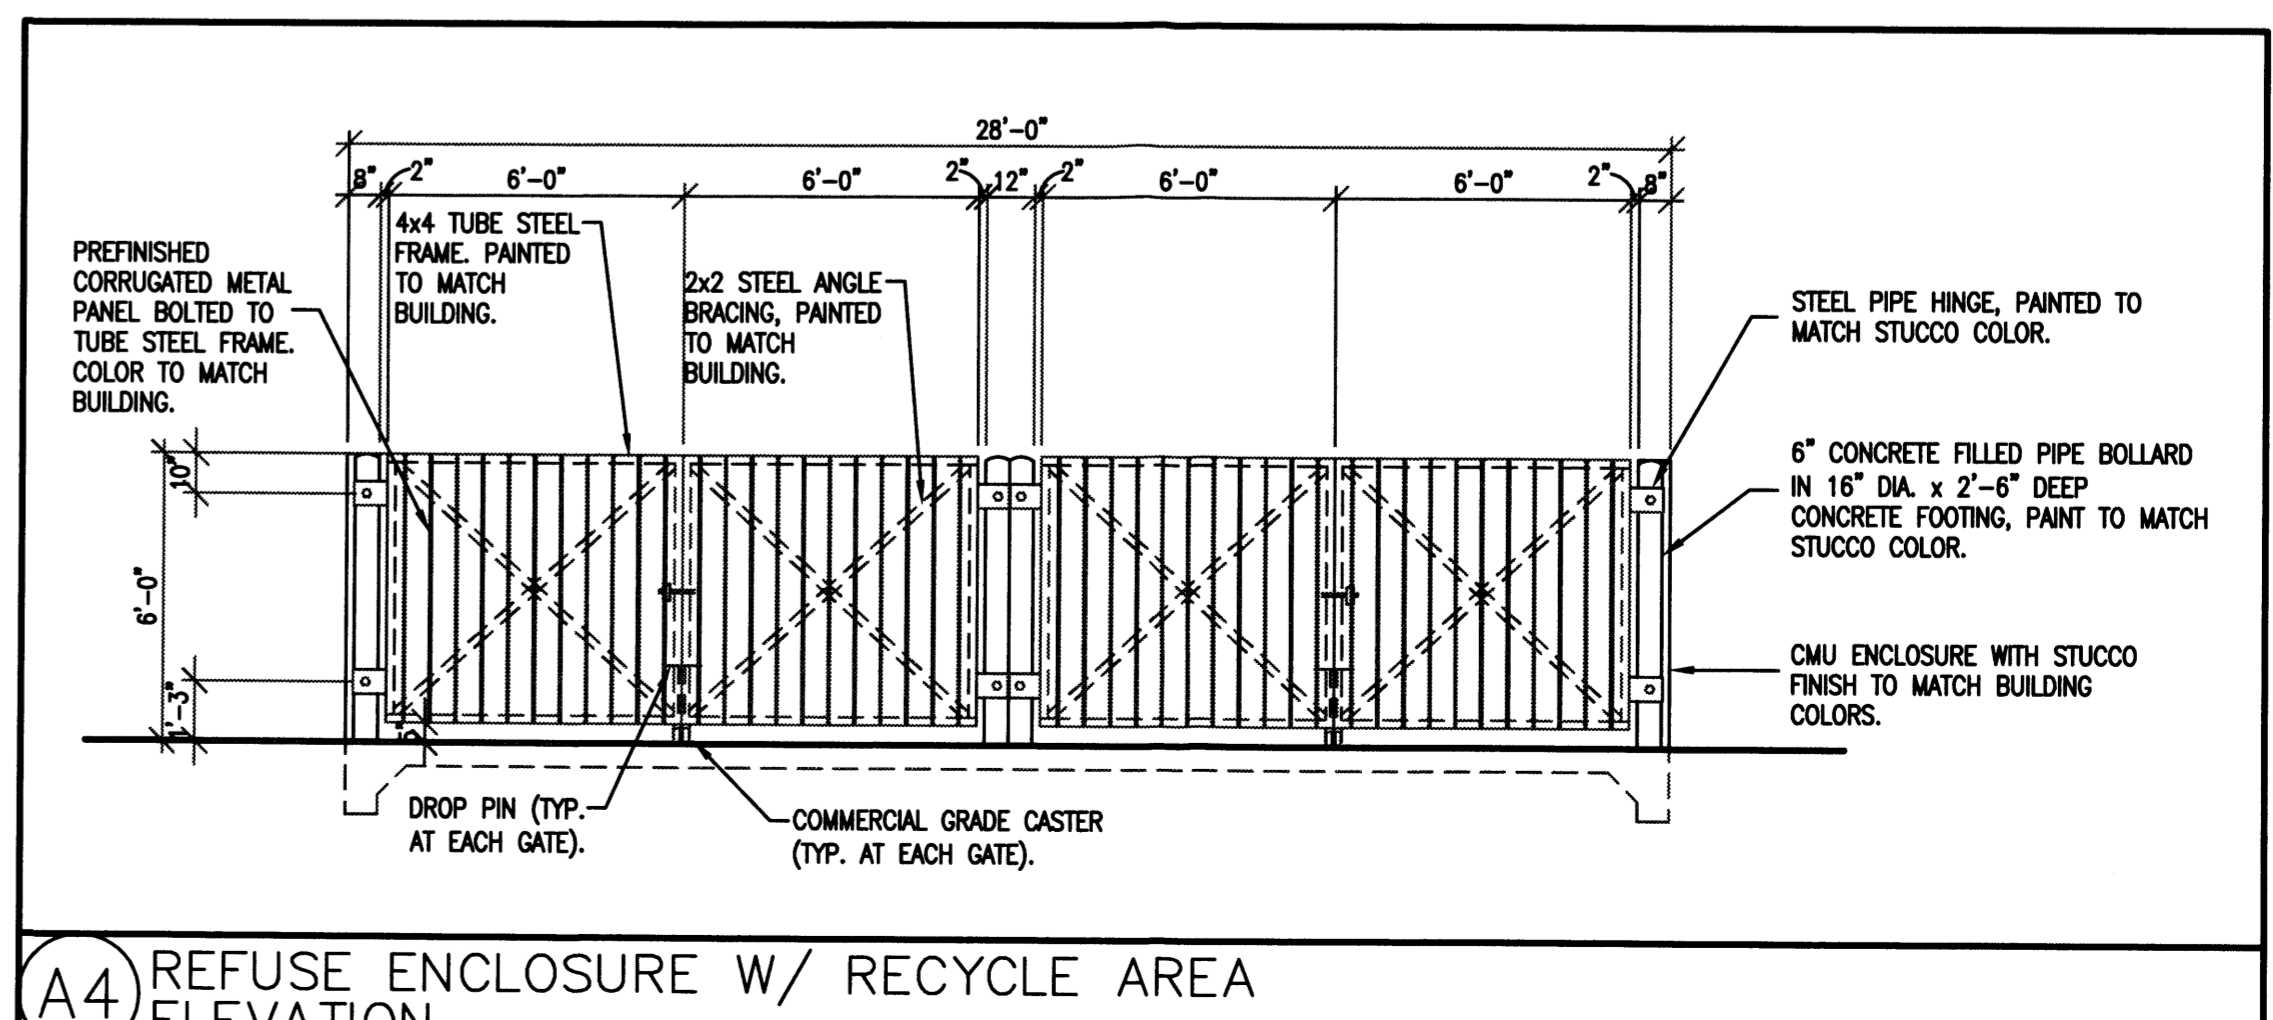 28'-0"
8" 2" 6'-0" 6'-0" 2" 12" 2" 6'-0" 6'-0" 2" 8"
PREFINISHED
CORRUGATED METAL
PANEL BOLTED TO
TUBE STEEL FRAME.
COLOR TO MATCH
BUILDING.
4x4 TUBE STEEL
FRAME. PAINTED
TO MATCH
BUILDING.
2x2 STEEL ANGLE
BRACING, PAINTED
TO MATCH
BUILDING.
STEEL PIPE HINGE, PAINTED TO
MATCH STUCCO COLOR.
6" CONCRETE FILLED PIPE BOLLARD
IN 16" DIA. x 2'-6" DEEP
CONCRETE FOOTING, PAINT TO MATCH
STUCCO COLOR.
CMU ENCLOSURE WITH STUCCO
FINISH TO MATCH BUILDING
COLORS.
10"
6'-0"
1'-3"
DROP PIN (TYP.
AT EACH GATE).
COMMERCIAL GRADE CASTER
(TYP. AT EACH GATE).
A4
REFUSE ENCLOSURE W/ RECYCLE AREA
ELEVATION